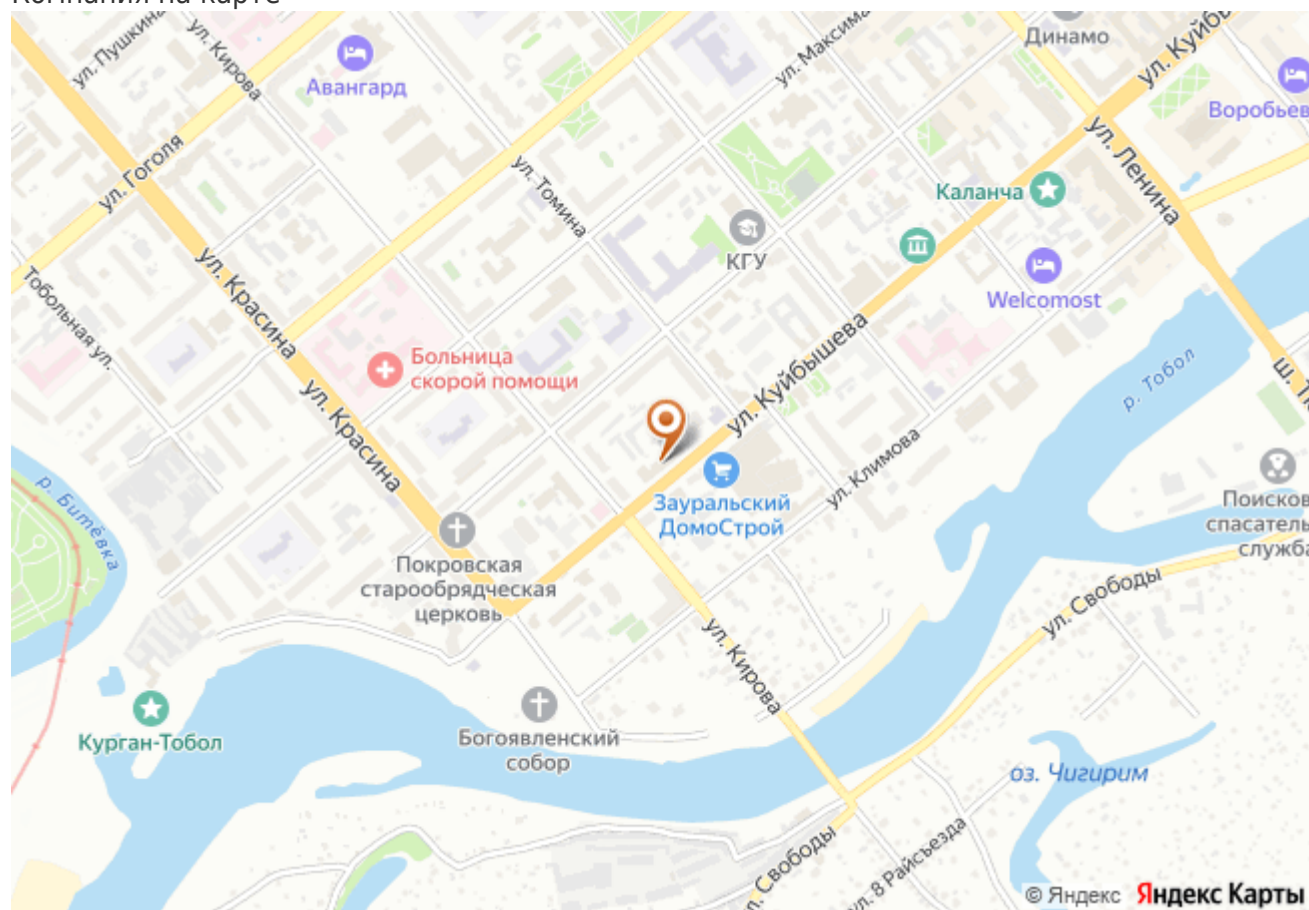 Компания на карте
ул. Пушкина
ул. Кирова
Авангард
ул. Максима
Динамо
ул. Куйбы
Воробьев
ул. Гоголя
ул. Томина
ул. Ленина
Каланча
КГУ
Welcomost
Тобольная ул.
ул. Красина
Больница
скорой помощи
ул. Куйбышева
р. Тобол
ул. Красина
ул. Климова
р. Битёвка
Зауральский
ДомоСтрой
Поисков
спасатель
служба
Покровская
старообрядческая
церковь
ул. Свободы
ул. Кирова
Курган-Тобол
Богоявленский
собор
оз. Чигирим
Свободы
ул. 8 Райсъезда
© Яндекс Яндекс Карты